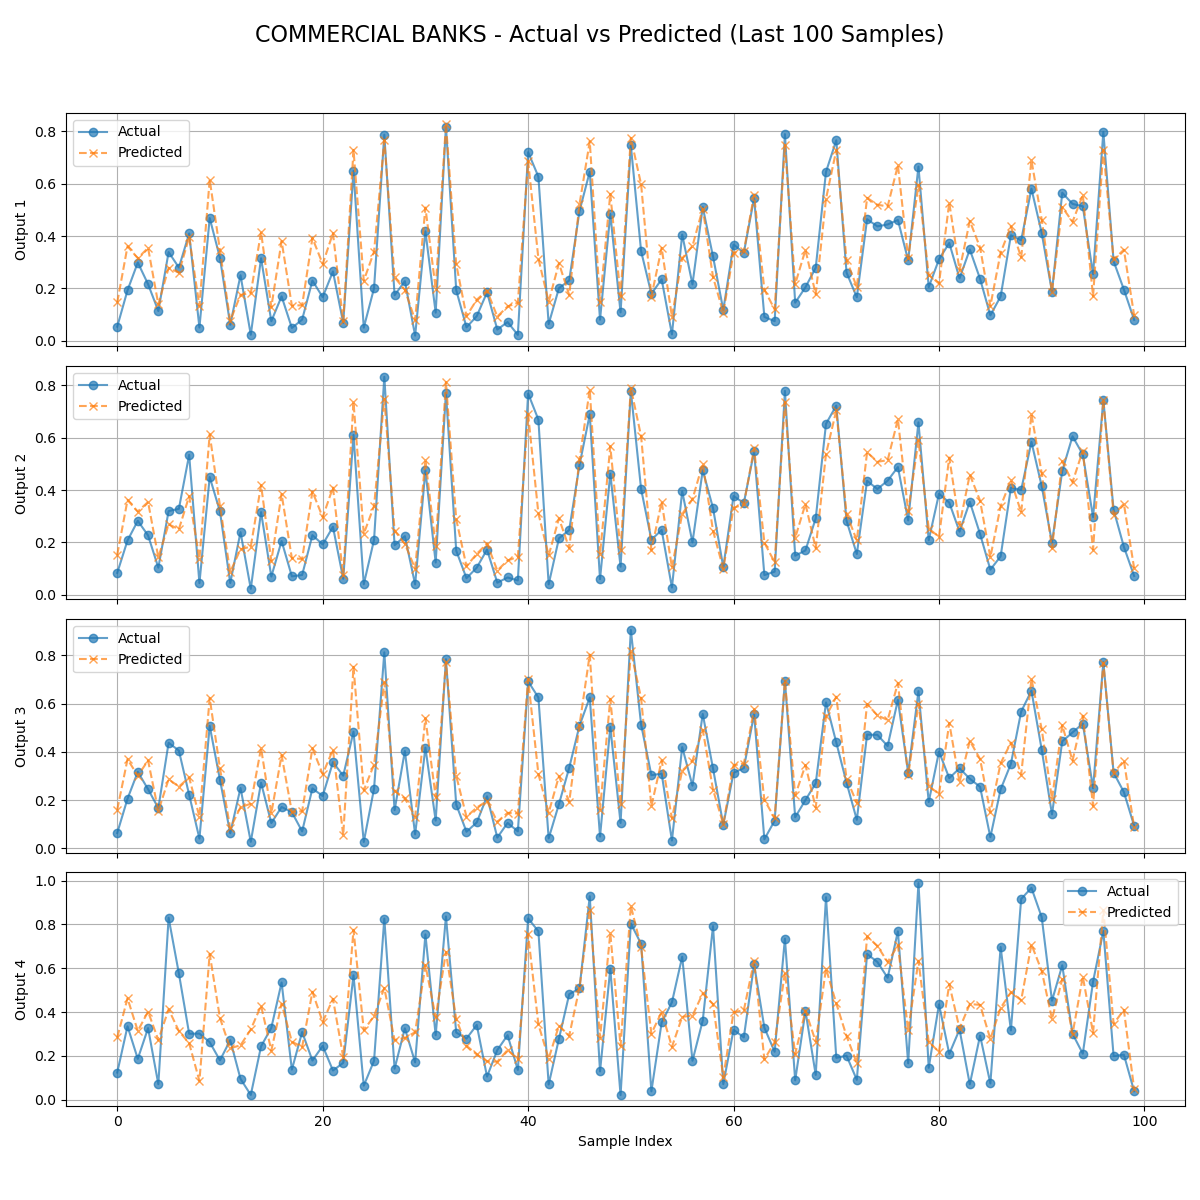 COMMERCIAL BANKS - Actual vs Predicted (Last 100 Samples)
Output 1
0.8
0.6
0.4
0.2
0.0
Actual
Predicted
Output 2
0.8
0.6
0.4
0.2
0.0
Actual
Predicted
Output 3
0.8
0.6
0.4
0.2
0.0
Actual
Predicted
Output 4
1.0
0.8
0.6
0.4
0.2
0.0
Actual
Predicted
0 20 40 60 80 100
Sample Index